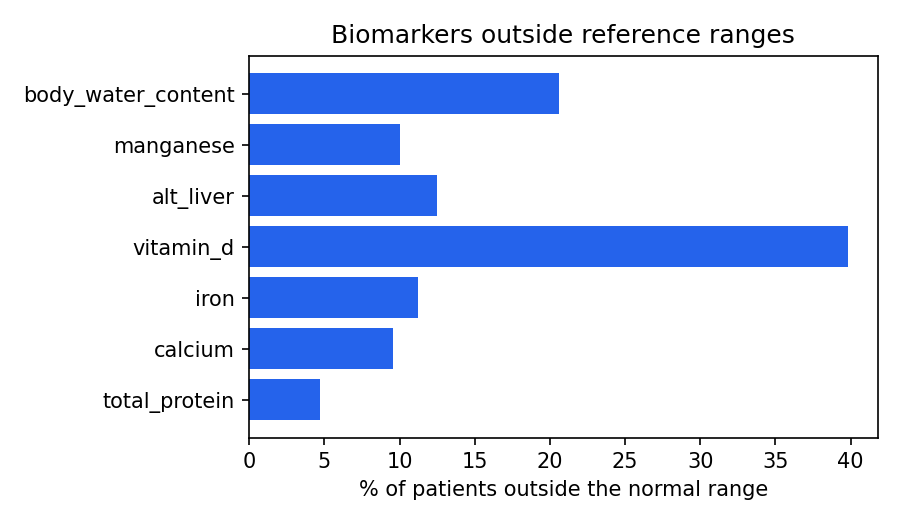 Biomarkers outside reference ranges
body_water_content
manganese
alt_liver
vitamin_d
iron
calcium
total_protein
0 5 10 15 20 25 30 35 40
% of patients outside the normal range